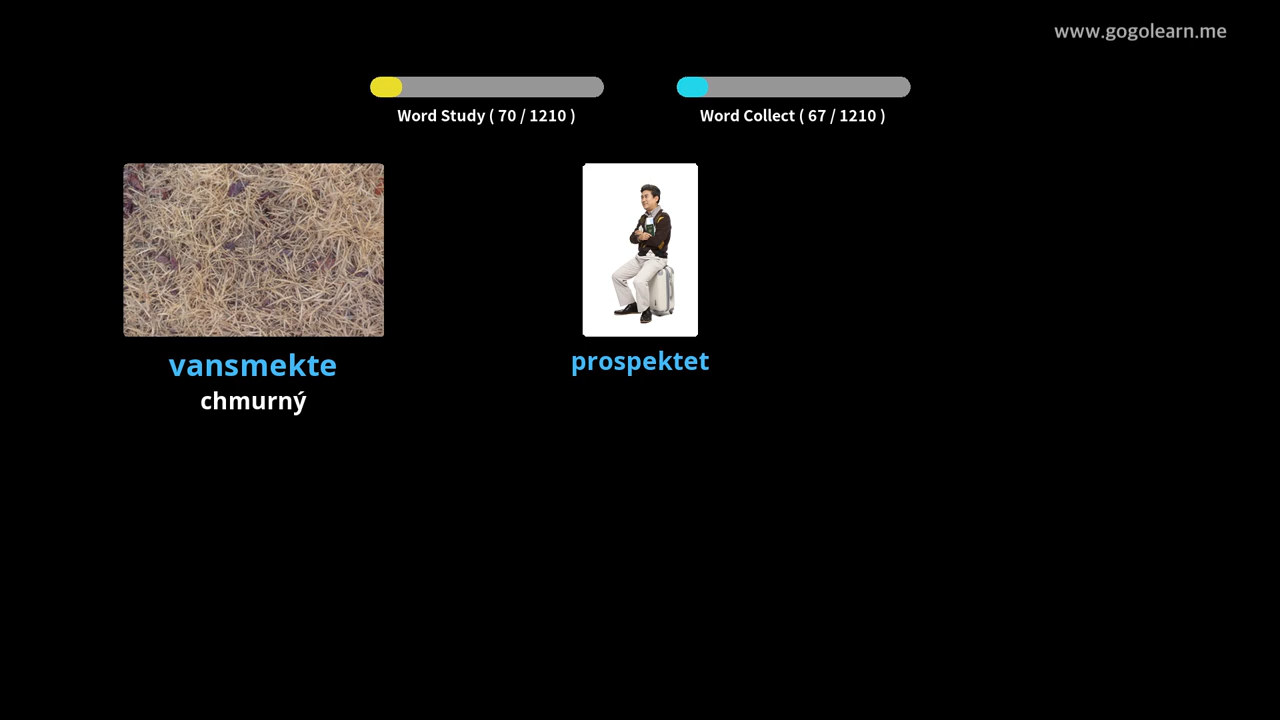 www.gogolearn.me
Word Study ( 70 / 1210 )
Word Collect ( 67 / 1210 )
vansmekte
chmurný
prospektet